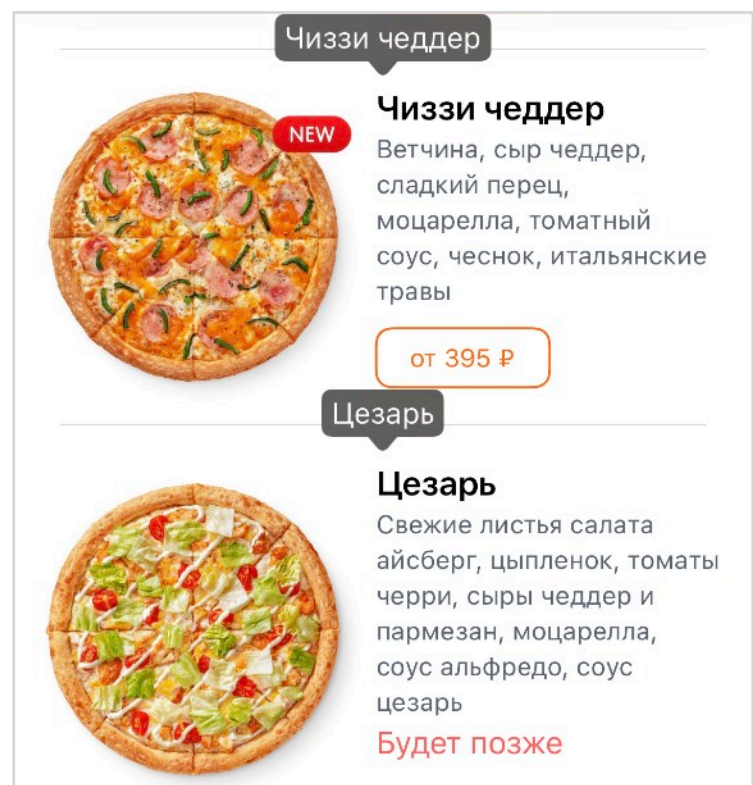 Чиззи чеддер
Чиззи чеддер
NEW
Ветчина, сыр чеддер,
сладкий перец,
моцарелла, томатный
соус, чеснок, итальянские
травы
от 395 ₽
Цезарь
Цезарь
Свежие листья салата
айсберг, цыпленок, томаты
черри, сыры чеддер и
пармезан, моцарелла,
соус альфредо, соус
цезарь
Будет позже